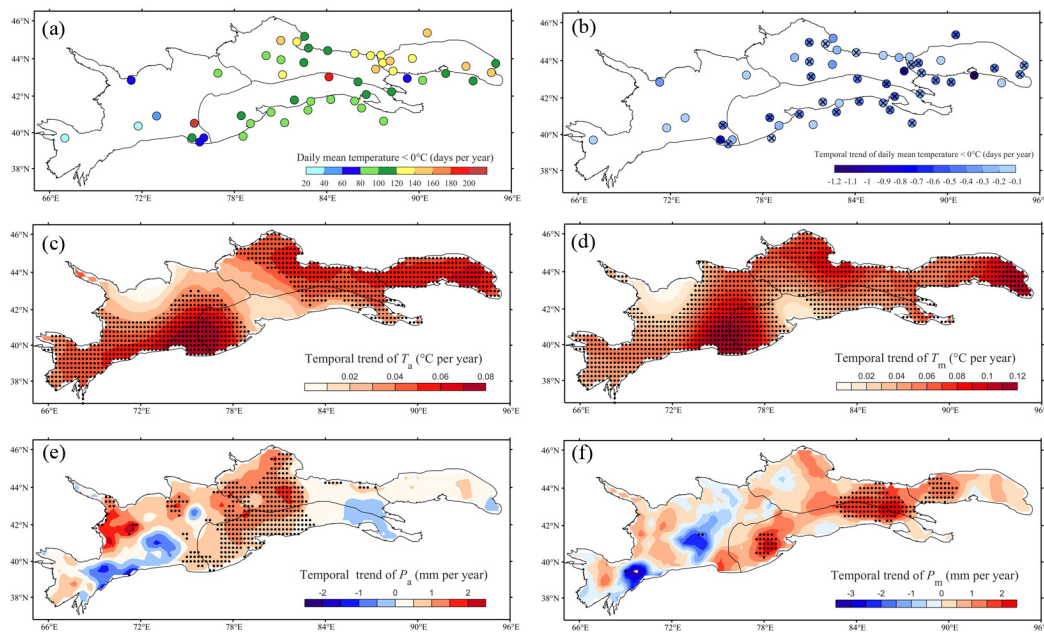 (a)
46°N
44°N
42°N
40°N
38°N
Daily mean temperature < 0°C (days per year)
20 40 60 80 100 120 140 160 180 200
66°E 72°E 78°E 84°E 90°E 96°E
(b)
46°N
44°N
42°N
40°N
38°N
Temporal trend of daily mean temperature < 0°C (days per year)
-1.2 -1.1 -1 -0.9 -0.8 -0.7 -0.6 -0.5 -0.4 -0.3 -0.2 -0.1
66°E 72°E 78°E 84°E 90°E 96°E
(c)
46°N
44°N
42°N
40°N
38°N
Temporal trend of Ta (°C per year)
0.02 0.04 0.06 0.08
66°E 72°E 78°E 84°E 90°E 96°E
(d)
46°N
44°N
42°N
40°N
38°N
Temporal trend of Tm (°C per year)
0.02 0.04 0.06 0.08 0.10 0.12
66°E 72°E 78°E 84°E 90°E 96°E
(e)
46°N
44°N
42°N
40°N
38°N
Temporal trend of Pa (mm per year)
-2 -1 0 1 2
66°E 72°E 78°E 84°E 90°E 96°E
(f)
46°N
44°N
42°N
40°N
38°N
Temporal trend of Pm (mm per year)
-3 -2 -1 0 1 2
66°E 72°E 78°E 84°E 90°E 96°E